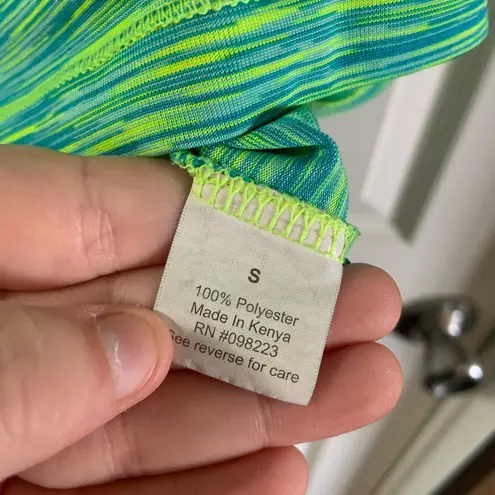 S
100% Polyester
Made In Kenya
RN #098223
See reverse for care